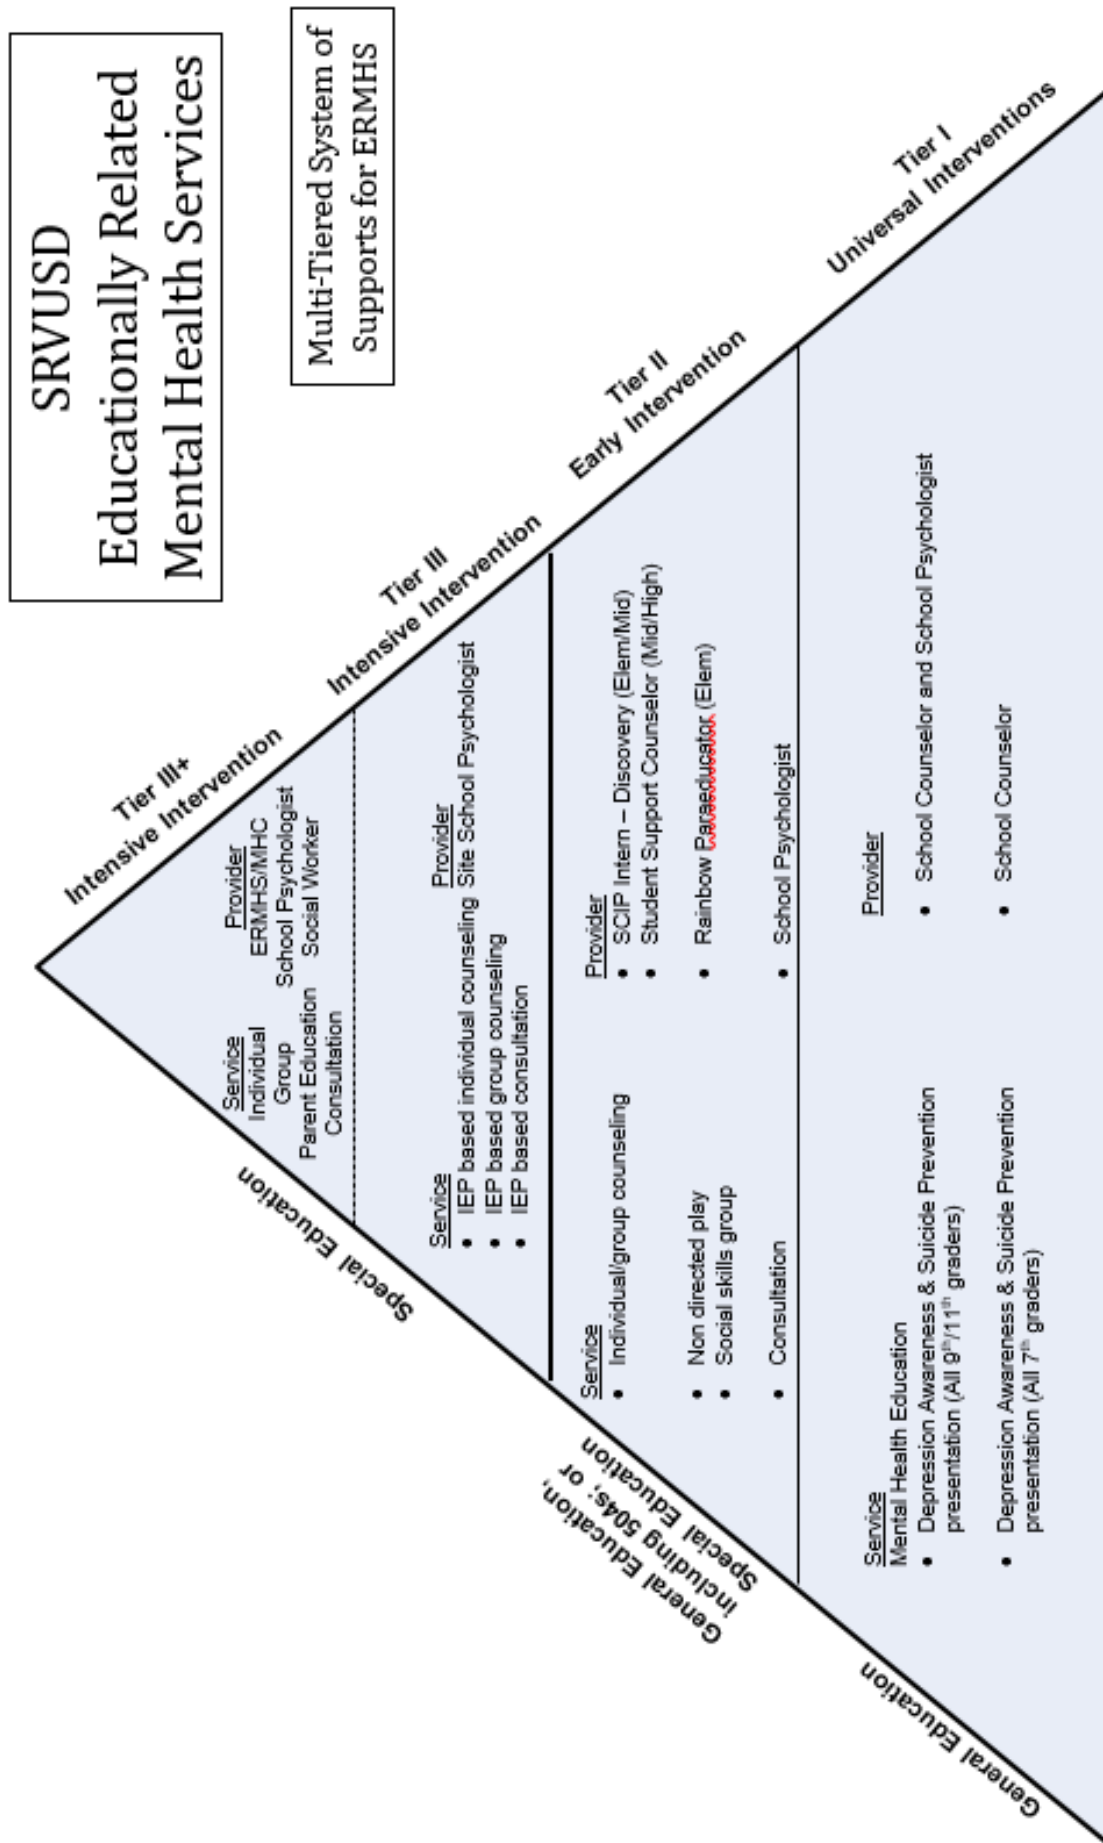 SRVUSD
Educationally Related
Mental Health Services
Multi-Tiered System of
Supports for ERMHS
Tier III+
Intensive Intervention
Special Education
Service
Individual
Group
Parent Education
Consultation
Provider
ERMHS/MHC
School Psychologist
Social Worker
Tier III
Intensive Intervention
Service
• IEP based individual counseling
• IEP based group counseling
• IEP based consultation
Provider
Site School Psychologist
Tier II
Early Intervention
General Education,
including 504s; or
Special Education
Service
• Individual/group counseling
• Non directed play
• Social skills group
• Consultation
Provider
• SCIP Intern – Discovery (Elem/Mid)
• Student Support Counselor (Mid/High)
• Rainbow Paraeducator (Elem)
• School Psychologist
Tier I
Universal Interventions
General Education
Service
Mental Health Education
• Depression Awareness & Suicide Prevention
presentation (All 9th/11th graders)
• Depression Awareness & Suicide Prevention
presentation (All 7th graders)
Provider
• School Counselor and School Psychologist
• School Counselor